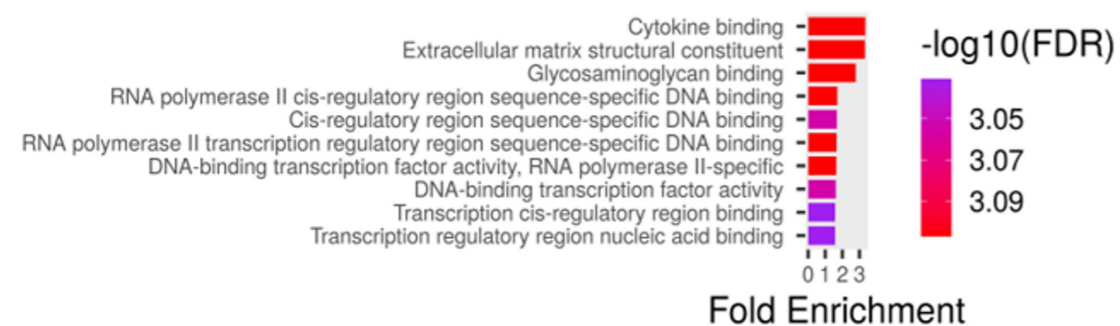 Cytokine binding
Extracellular matrix structural constituent
Glycosaminoglycan binding
RNA polymerase II cis-regulatory region sequence-specific DNA binding
Cis-regulatory region sequence-specific DNA binding
RNA polymerase II transcription regulatory region sequence-specific DNA binding
DNA-binding transcription factor activity, RNA polymerase II-specific
DNA-binding transcription factor activity
Transcription cis-regulatory region binding
Transcription regulatory region nucleic acid binding
0 1 2 3
Fold Enrichment
-log10(FDR)
3.05
3.07
3.09